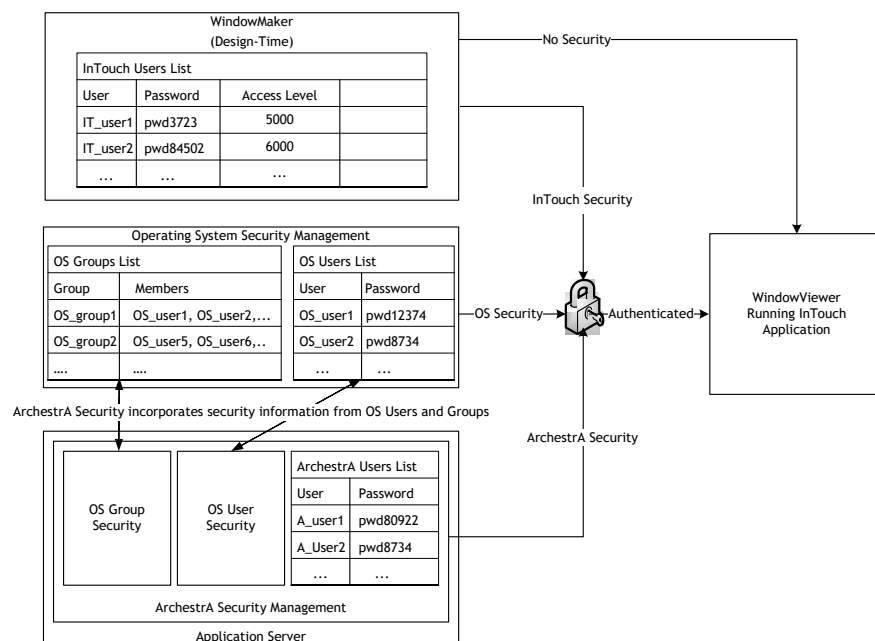 WindowMaker
(Design-Time)
No Security
InTouch Users List
User Password Access Level
IT_user1 pwd3723 5000
IT_user2 pwd84502 6000
... ... ...
InTouch Security
Operating System Security Management
OS Groups List
Group Members
OS_group1 OS_user1, OS_user2,...
OS_group2 OS_user5, OS_user6,..
.... ....
OS Users List
User Password
OS_user1 pwd12374
OS_user2 pwd8734
... ...
OS Security
Authenticated
WindowViewer
Running InTouch
Application
ArchestrA Security incorporates security information from OS Users and Groups
ArchestrA Security
OS Group
Security
OS User
Security
ArchestrA Users List
User Password
A_user1 pwd80922
A_User2 pwd8734
... ...
ArchestrA Security Management
Application Server